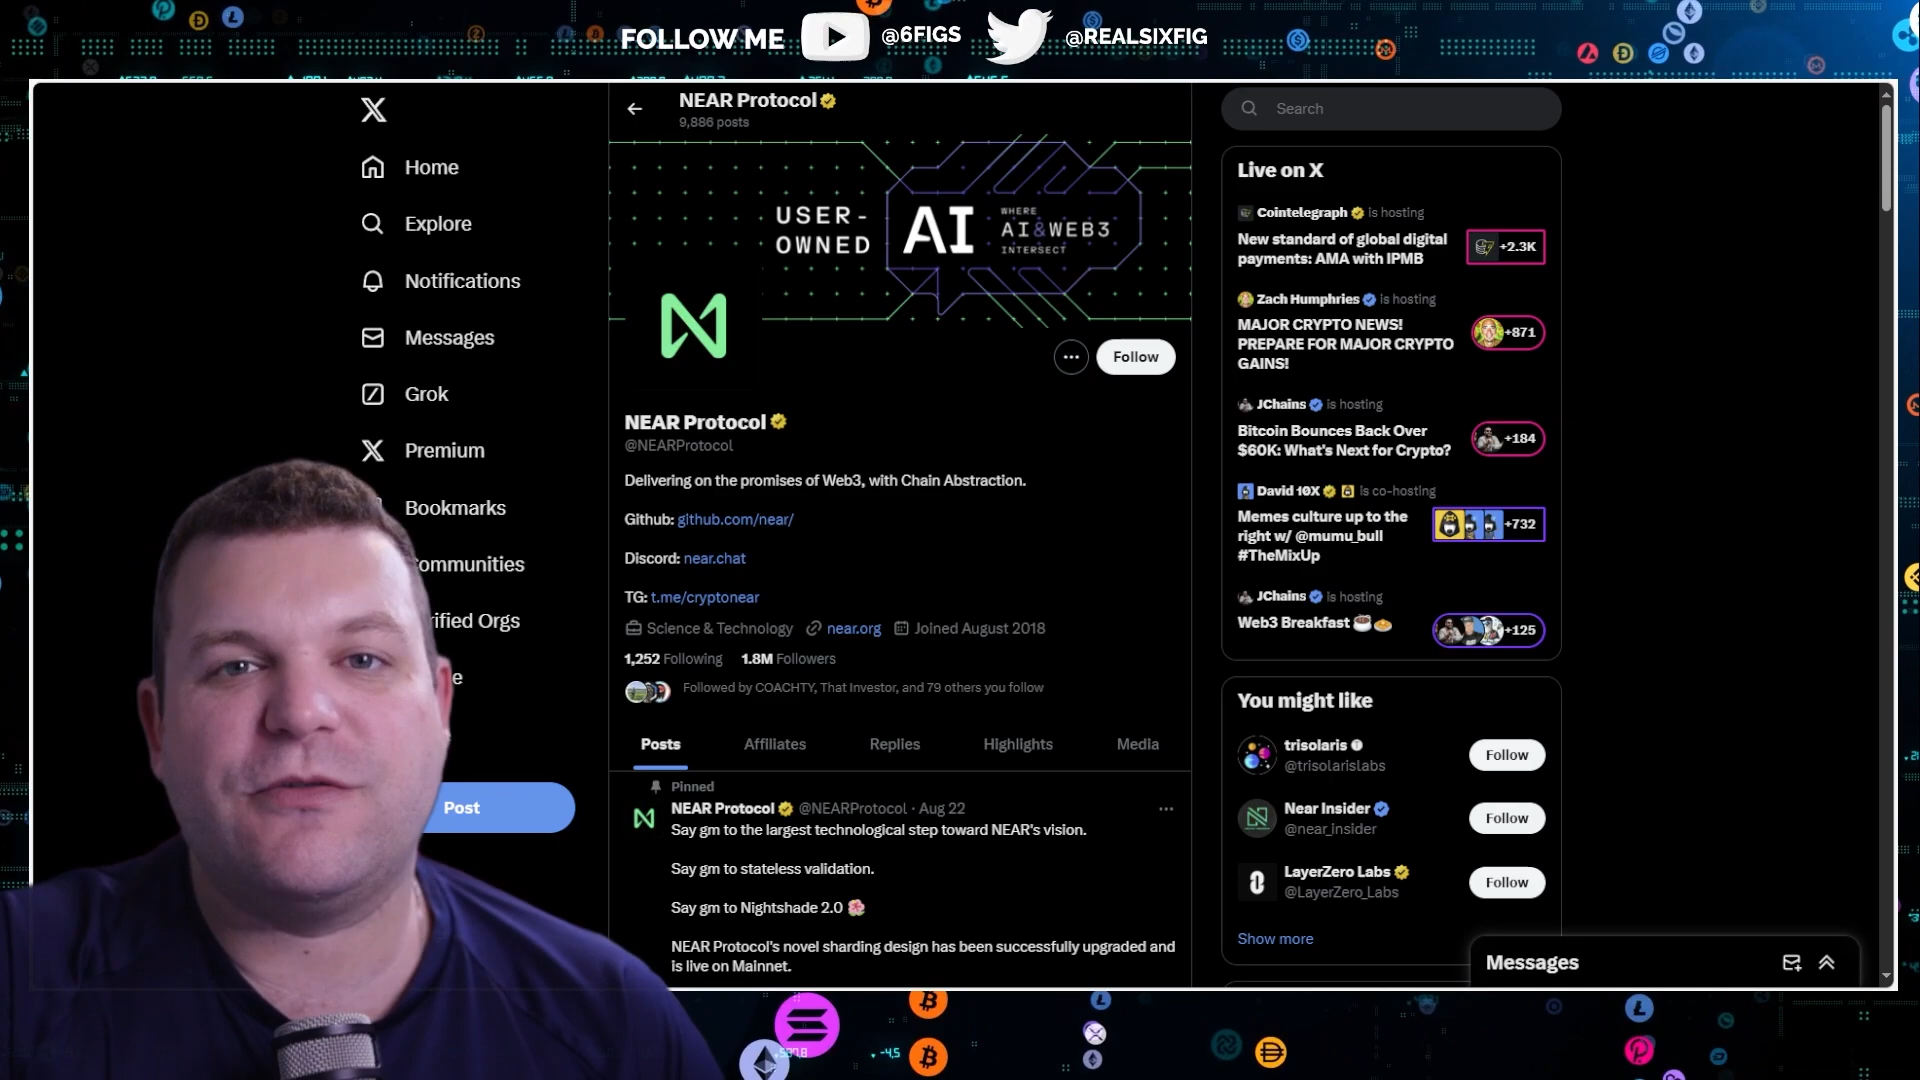 FOLLOW ME @6FIGS @REALSIXFIG
Home
Explore
Notifications
Messages
Grok
Premium
Bookmarks
ommunities
rified Orgs
e
Post
NEAR Protocol
9,886 posts
USER-
OWNED
AI
WHERE
AI&WEB3
INTERSECT
Follow
NEAR Protocol
@NEARProtocol
Delivering on the promises of Web3, with Chain Abstraction.
Github: github.com/near/
Discord: near.chat
TG: t.me/cryptonear
Science & Technology near.org Joined August 2018
1,252 Following 1.8M Followers
Followed by COACHTY, That Investor, and 79 others you follow
Posts Affiliates Replies Highlights Media
Pinned
NEAR Protocol @NEARProtocol · Aug 22
Say gm to the largest technological step toward NEAR's vision.
Say gm to stateless validation.
Say gm to Nightshade 2.0 🌺
NEAR Protocol's novel sharding design has been successfully upgraded and
is live on Mainnet.
Search
Live on X
Cointelegraph is hosting
New standard of global digital
payments: AMA with IPMB
+2.3K
Zach Humphries is hosting
MAJOR CRYPTO NEWS!
PREPARE FOR MAJOR CRYPTO
GAINS!
+871
JChains is hosting
Bitcoin Bounces Back Over
$60K: What's Next for Crypto?
+184
David 10X is co-hosting
Memes culture up to the
right w/ @mumu_bull
#TheMixUp
+732
JChains is hosting
Web3 Breakfast ☕🥧
+125
You might like
trisolaris
@trisolarislabs
Follow
Near Insider
@near_insider
Follow
LayerZero Labs
@LayerZero_Labs
Follow
Show more
Messages
-4,5